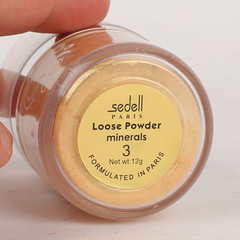 sedell
PARIS
Loose Powder
minerals
3
Net wt:12g
FORMULATED IN PARIS